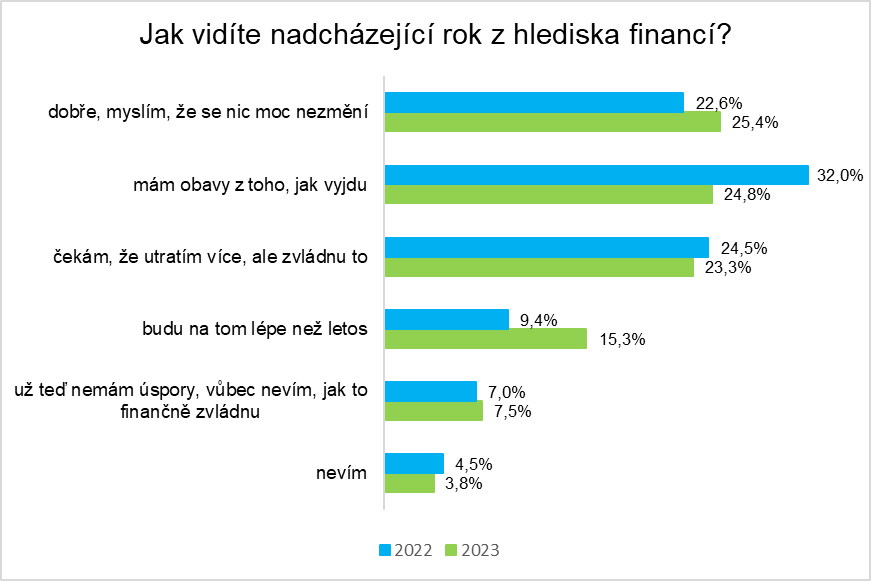 Jak vidíte nadcházející rok z hlediska financí?
dobře, myslím, že se nic moc nezmění
22,6%
25,4%
mám obavy z toho, jak vyjdu
32,0%
24,8%
čekám, že utratím více, ale zvládnu to
24,5%
23,3%
budu na tom lépe než letos
9,4%
15,3%
už teď nemám úspory, vůbec nevím, jak to
finančně zvládnu
7,0%
7,5%
nevím
4,5%
3,8%
2022
2023